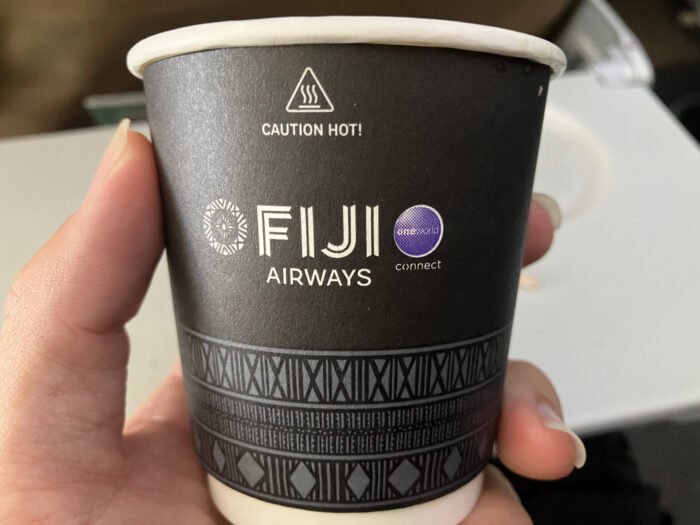 CAUTION HOT!
FIJI
AIRWAYS
oneworld
connect